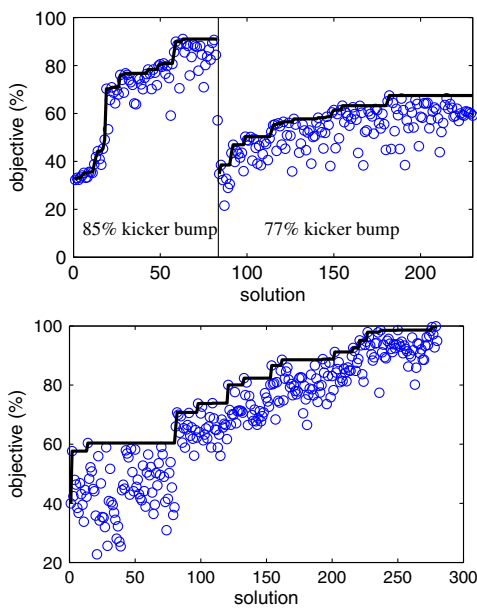 100
80
60
40
20
0
objective (%)
85% kicker bump
77% kicker bump
0 50 100 150 200
solution
100
80
60
40
20
objective (%)
0 50 100 150 200 250 300
solution